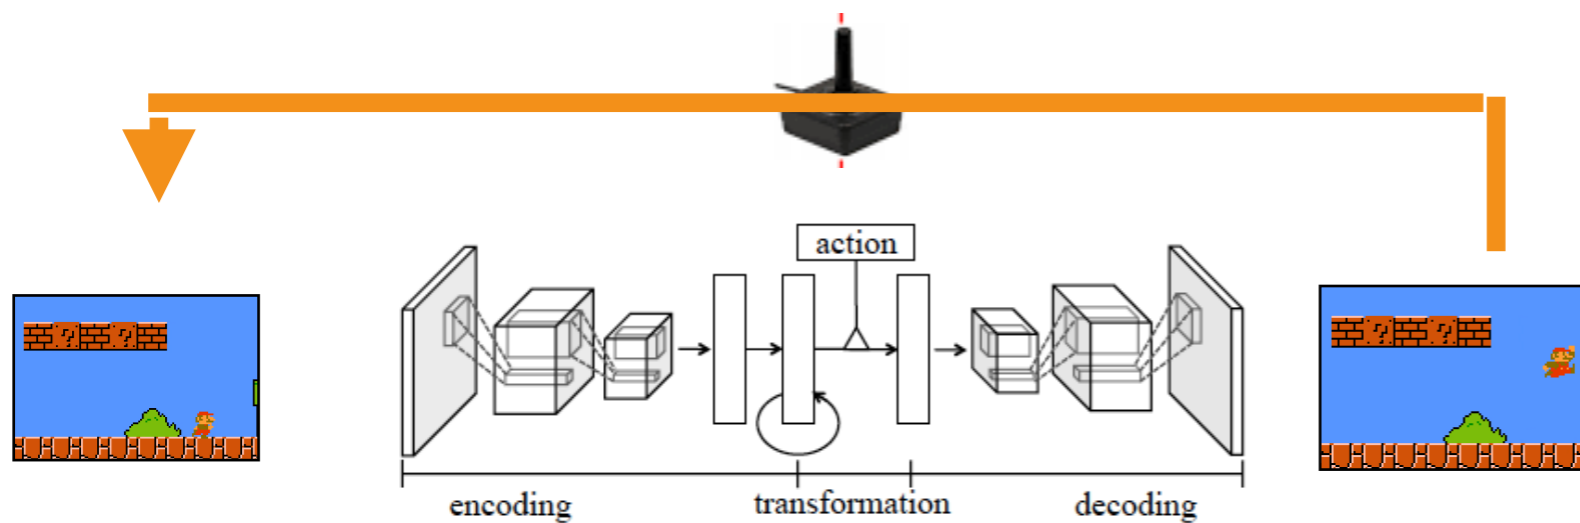 action
? ?
? ?
encoding transformation decoding